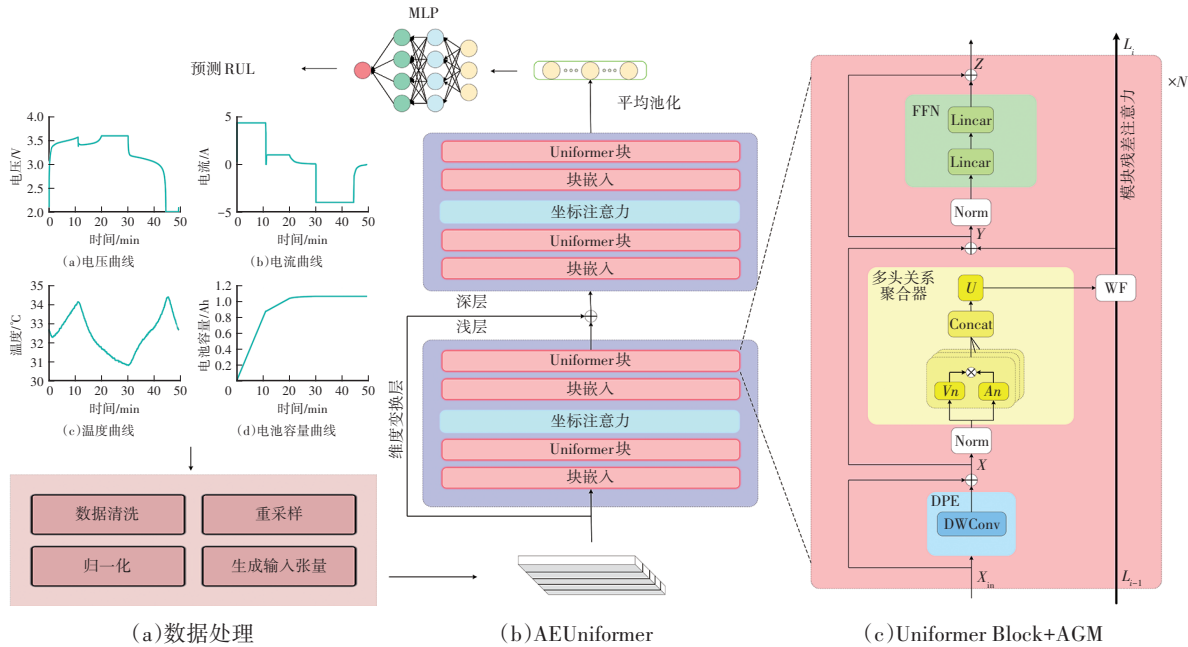 MLP
预测RUL
平均池化
4.0
3.5
3.0
2.5
2.0
电压/V
0 10 20 30 40 50
时间/min
(a)电压曲线
5
0
−5
电流/A
0 10 20 30 40 50
时间/min
(b)电流曲线
35
34
33
32
31
30
温度/℃
0 10 20 30 40 50
时间/min
(c)温度曲线
1.2
1.0
0.8
0.6
0.4
0.2
0
电池容量/Ah
0 10 20 30 40 50
时间/min
(d)电池容量曲线
数据清洗
重采样
归一化
生成输入张量
(a)数据处理
Uniformer块
块嵌入
坐标注意力
Uniformer块
块嵌入
深层
浅层
维度变换层
Uniformer块
块嵌入
坐标注意力
Uniformer块
块嵌入
(b)AEUniformer
Li
×N
Z
FFN
Lincar
Lincar
模块残差注意力
Norm
Y
多头关系
聚合器
U
WF
Concat
Vn
An
Norm
X
DPE
DWConv
Xin
Li−1
(c)Uniformer Block+AGM